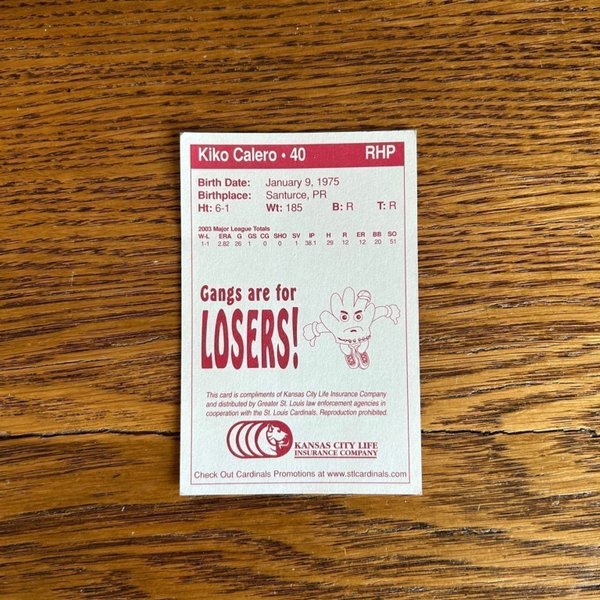 Kiko Calero • 40 RHP
Birth Date: January 9, 1975
Birthplace: Santurce, PR
Ht: 6-1 Wt: 185 B: R T: R
2003 Major League Totals
W-L ERA G GS CG SHO SV IP H R ER BB SO
1-1 2.82 26 1 0 0 1 38.1 29 12 12 20 51
Gangs are for
LOSERS!
This card is compliments of Kansas City Life Insurance Company
and distributed by Greater St. Louis law enforcement agencies in
cooperation with the St. Louis Cardinals. Reproduction prohibited.
KANSAS CITY LIFE
INSURANCE COMPANY
Check Out Cardinals Promotions at www.stlcardinals.com